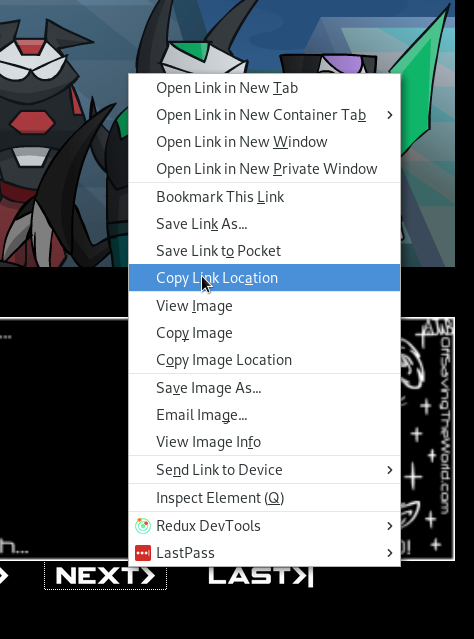 Open Link in New Tab
Open Link in New Container Tab
Open Link in New Window
Open Link in New Private Window
Bookmark This Link
Save Link As...
Save Link to Pocket
Copy Link Location
View Image
Copy Image
Copy Image Location
Save Image As...
Email Image...
View Image Info
Send Link to Device
Inspect Element (Q)
Redux DevTools
LastPass
OffSavingTheWorld.com
NEXT>
LAST>|